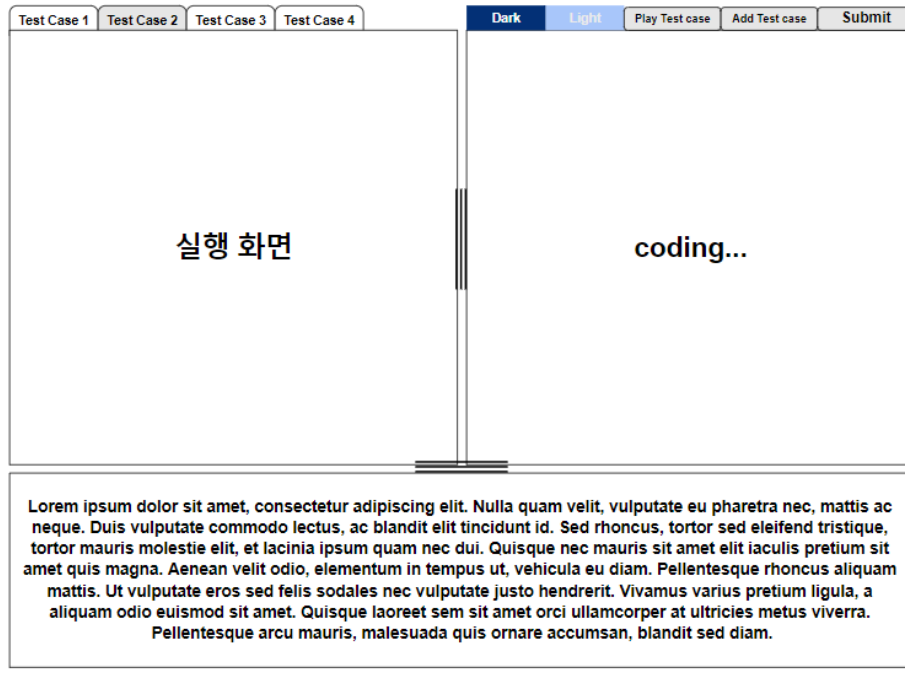 Test Case 1 Test Case 2 Test Case 3 Test Case 4 Dark Light Play Test case Add Test case Submit
실행 화면 coding...
Lorem ipsum dolor sit amet, consectetur adipiscing elit. Nulla quam velit, vulputate eu pharetra nec, mattis ac
neque. Duis vulputate commodo lectus, ac blandit elit tincidunt id. Sed rhoncus, tortor sed eleifend tristique,
tortor mauris molestie elit, et lacinia ipsum quam nec dui. Quisque nec mauris sit amet elit iaculis pretium sit
amet quis magna. Aenean velit odio, elementum in tempus ut, vehicula eu diam. Pellentesque rhoncus aliquam
mattis. Ut vulputate eros sed felis sodales nec vulputate justo hendrerit. Vivamus varius pretium ligula, a
aliquam odio euismod sit amet. Quisque laoreet sem sit amet orci ullamcorper at ultricies metus viverra.
Pellentesque arcu mauris, malesuada quis ornare accumsan, blandit sed diam.